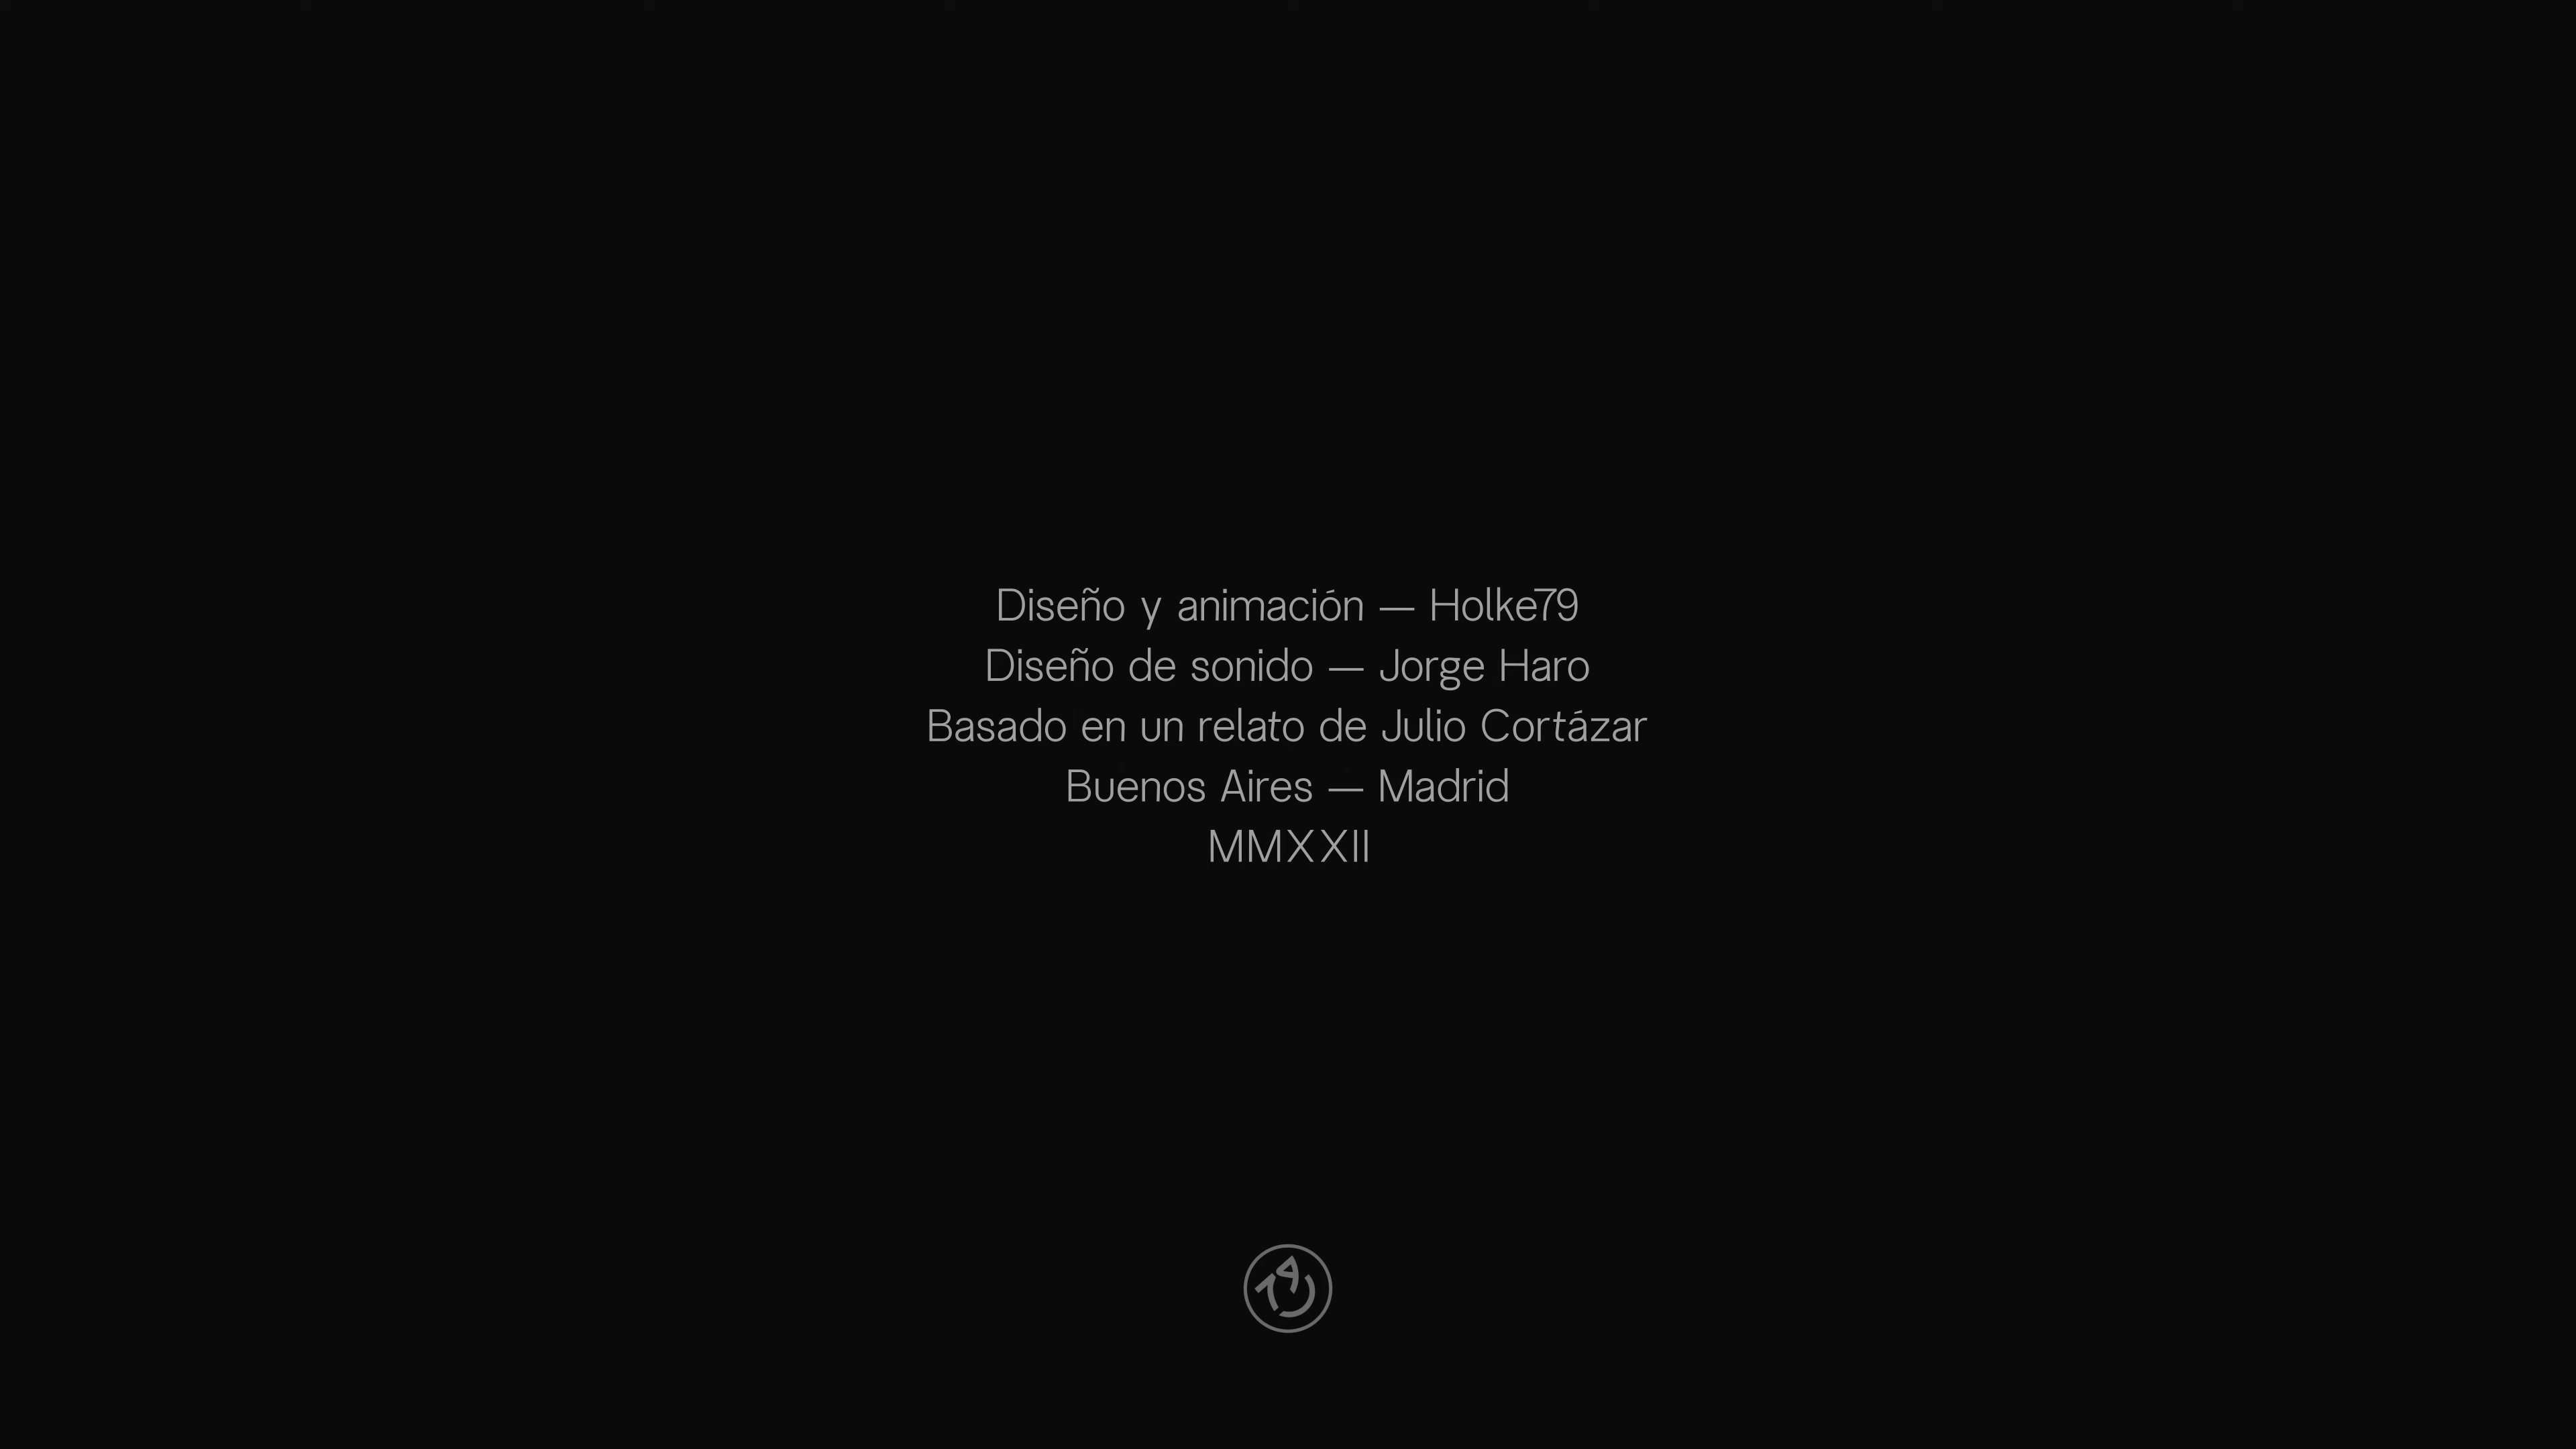 Diseño y animación — Holke79
Diseño de sonido — Jorge Haro
Basado en un relato de Julio Cortázar
Buenos Aires — Madrid
MMXXII